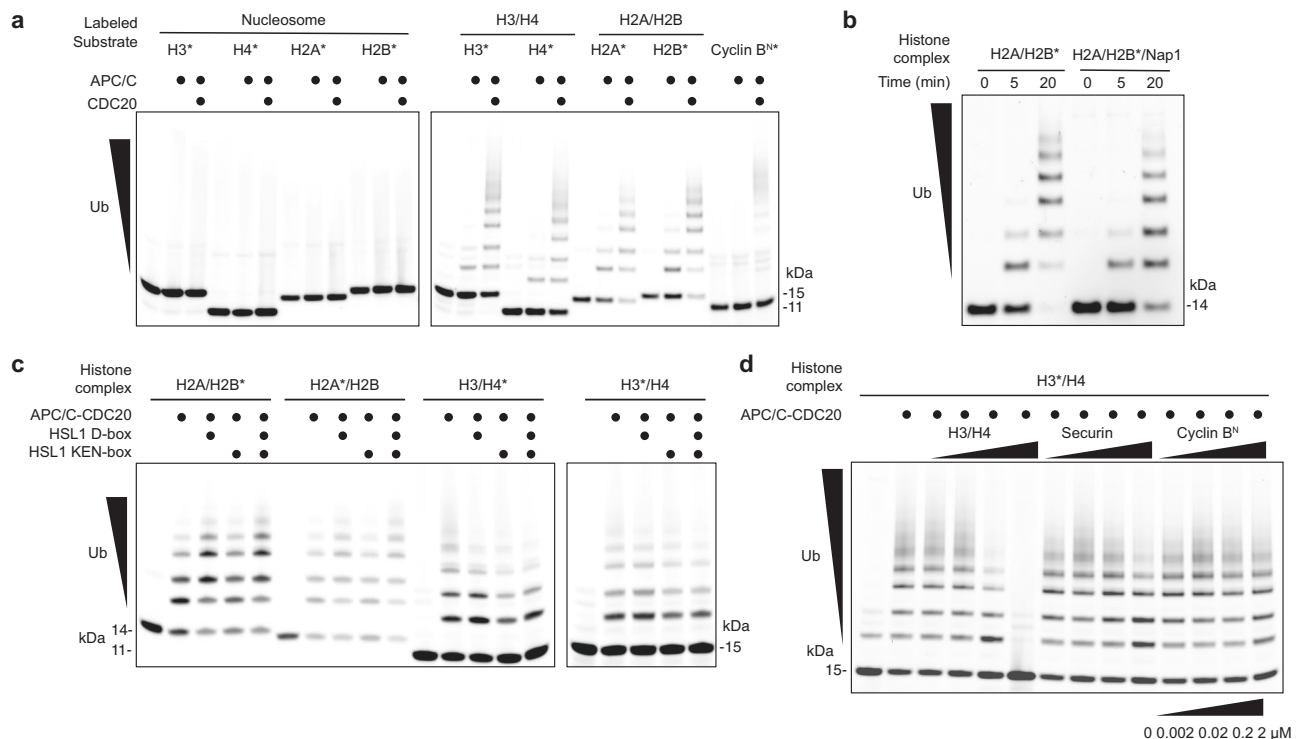 a
Labeled Substrate
Nucleosome
H3/H4
H2A/H2B
H3* H4* H2A* H2B*
H3* H4* H2A* H2B* Cyclin Bᴺ*
APC/C
CDC20
Ub
kDa
-15
-11
b
Histone complex
H2A/H2B* H2A/H2B*/Nap1
Time (min) 0 5 20 0 5 20
Ub
kDa
-14
c
Histone complex
H2A/H2B* H2A*/H2B H3/H4* H3*/H4
APC/C-CDC20
HSL1 D-box
HSL1 KEN-box
Ub
14-
kDa
11-
kDa
-15
d
Histone complex
H3*/H4
APC/C-CDC20
H3/H4 Securin Cyclin Bᴺ
Ub
kDa
15-
0 0.002 0.02 0.2 2 µM